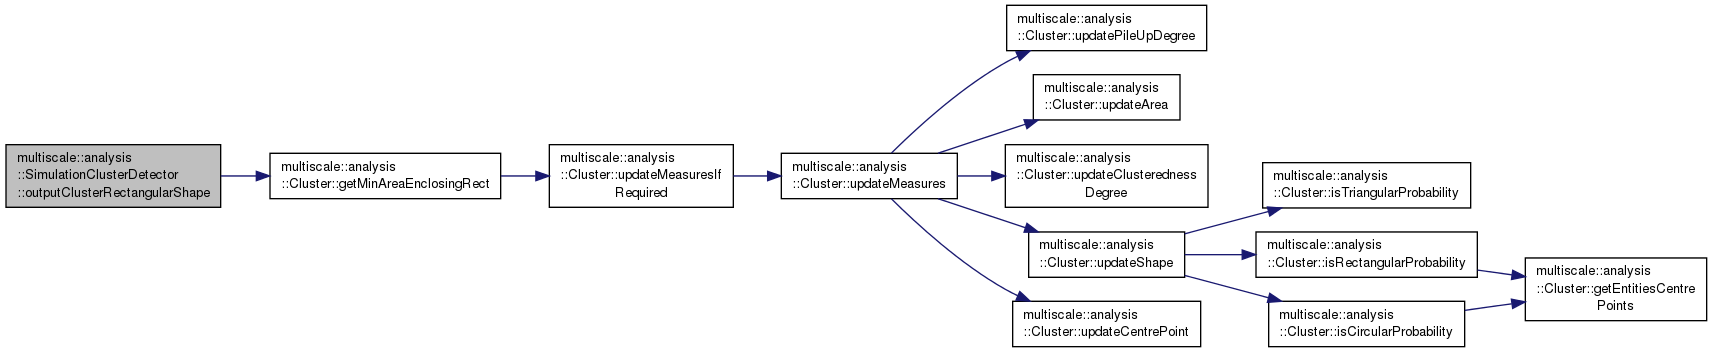 multiscale::analysis
::SimulationClusterDetector
::outputClusterRectangularShape
multiscale::analysis
::Cluster::getMinAreaEnclosingRect
multiscale::analysis
::Cluster::updateMeasuresIf
Required
multiscale::analysis
::Cluster::updateMeasures
multiscale::analysis
::Cluster::updatePileUpDegree
multiscale::analysis
::Cluster::updateArea
multiscale::analysis
::Cluster::updateClusteredness
Degree
multiscale::analysis
::Cluster::updateShape
multiscale::analysis
::Cluster::updateCentrePoint
multiscale::analysis
::Cluster::isTriangularProbability
multiscale::analysis
::Cluster::isRectangularProbability
multiscale::analysis
::Cluster::isCircularProbability
multiscale::analysis
::Cluster::getEntitiesCentre
Points